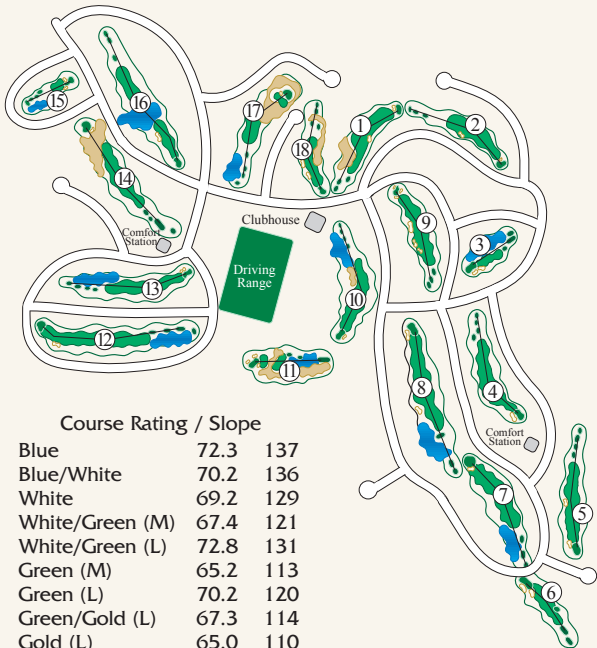 15
16
17
18
1
2
14
Comfort
Station
Clubhouse
9
3
Driving
Range
13
10
12
11
8
4
Comfort
Station
7
5
6
Course Rating / Slope
Blue 72.3 137
Blue/White 70.2 136
White 69.2 129
White/Green (M) 67.4 121
White/Green (L) 72.8 131
Green (M) 65.2 113
Green (L) 70.2 120
Green/Gold (L) 67.3 114
Gold (L) 65.0 110